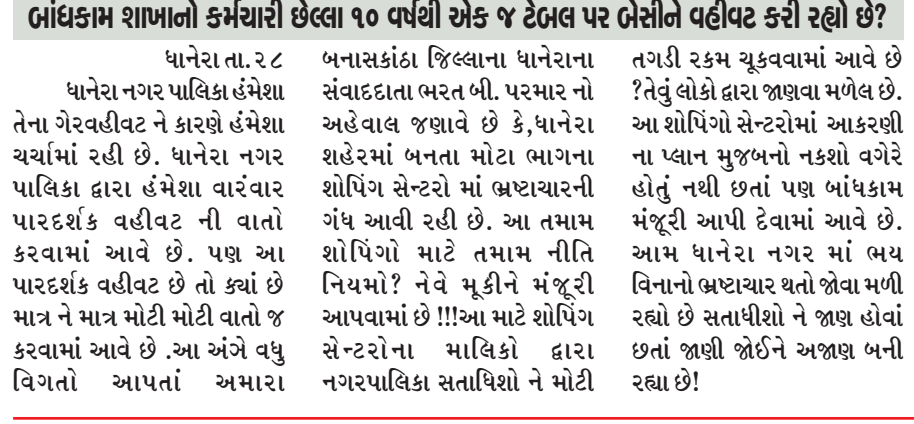 બાંધકામ શાખાનો કર્મચારી છેલ્લા ૧૦ વર્ષથી એક જ ટેબલ પર બેસીને વહીવટ કરી રહ્યો છે?
ધાનેરા તા.૨૮
ધાનેરા નગર પાલિકા હંમેશા
તેના ગેરવહીવટ ને કારણે હંમેશા
ચર્ચામાં રહી છે. ધાનેરા નગર
પાલિકા દ્વારા હંમેશા વારંવાર
પારદર્શક વહીવટ ની વાતો
કરવામાં આવે છે. પણ આ
પારદર્શક વહીવટ છે તો ક્યાં છે
માત્ર ને માત્ર મોટી મોટી વાતો જ
કરવામાં આવે છે .આ અંગે વધુ
વિગતો આપતાં અમારા
બનાસકાંઠા જિલ્લાના ધાનેરાના
સંવાદદાતા ભરત બી. પરમાર નો
અહેવાલ જણાવે છે કે,ધાનેરા
શહેરમાં બનતા મોટા ભાગના
શોપિંગ સેન્ટરો માં ભ્રષ્ટાચારની
ગંધ આવી રહી છે. આ તમામ
શોપિંગો માટે તમામ નીતિ
નિયમો? નેવે મૂકીને મંજૂરી
આપવામાં છે !!!આ માટે શોપિંગ
સેન્ટરોના માલિકો દ્વારા
નગરપાલિકા સતાધિશો ને મોટી
તગડી રકમ ચૂકવવામાં આવે છે
?તેવું લોકો દ્વારા જાણવા મળેલ છે.
આ શોપિંગો સેન્ટરોમાં આકરણી
ના પ્લાન મુજબનો નકશો વગેરે
હોતું નથી છતાં પણ બાંધકામ
મંજૂરી આપી દેવામાં આવે છે.
આમ ધાનેરા નગર માં ભય
વિનાનો ભ્રષ્ટાચાર થતો જોવા મળી
રહ્યો છે સતાધીશો ને જાણ હોવાં
છતાં જાણી જોઈને અજાણ બની
રહ્યા છે!